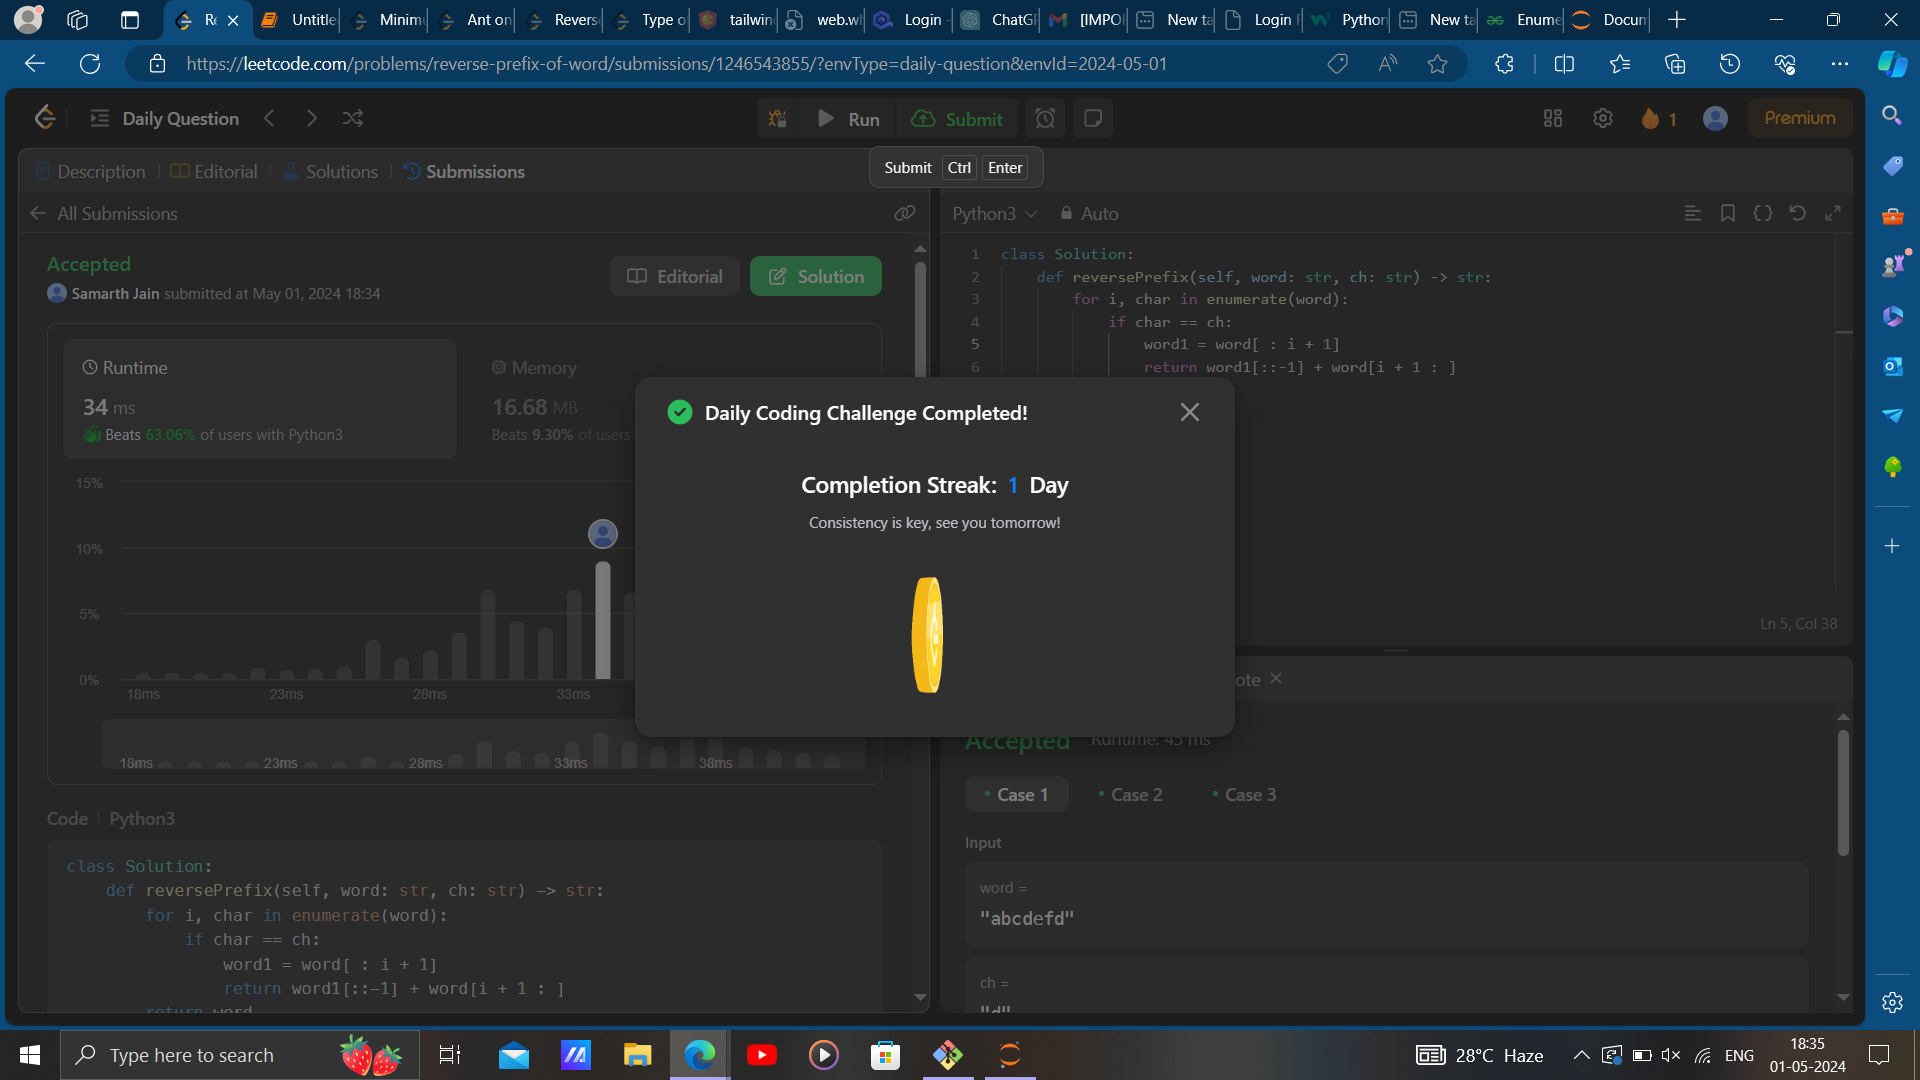 Re
Untitle
Minimu
Ant on
Revers
Type o
tailwin
web.wh
Login -
ChatGP
[IMPOR
New ta
Login F
Python
New ta
Enume
Docum
https://leetcode.com/problems/reverse-prefix-of-word/submissions/1246543855/?envType=daily-question&envId=2024-05-01
Daily Question
Run
Submit
1
Premium
Submit Ctrl Enter
Description
Editorial
Solutions
Submissions
All Submissions
Accepted
Samarth Jain submitted at May 01, 2024 18:34
Editorial
Solution
Runtime
34 ms
Beats 63.06% of users with Python3
Memory
16.68 MB
Beats 9.30% of users
15%
10%
5%
0%
18ms 23ms 28ms 33ms
18ms 23ms 28ms 33ms 38ms
Code | Python3
class Solution:
def reversePrefix(self, word: str, ch: str) -> str:
for i, char in enumerate(word):
if char == ch:
word1 = word[ : i + 1]
return word1[::-1] + word[i + 1 : ]
return word
Daily Coding Challenge Completed!
Completion Streak: 1 Day
Consistency is key, see you tomorrow!
Python3
Auto
1 class Solution:
2 def reversePrefix(self, word: str, ch: str) -> str:
3 for i, char in enumerate(word):
4 if char == ch:
5 word1 = word[ : i + 1]
6 return word1[::-1] + word[i + 1 : ]
Ln 5, Col 38
ote
Accepted Runtime: 45 ms
Case 1
Case 2
Case 3
Input
word =
"abcdefd"
ch =
"d"
Type here to search
28°C Haze
ENG
18:35
01-05-2024